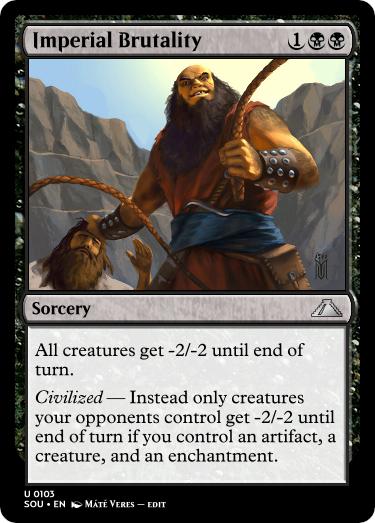 Imperial Brutality 1
Sorcery
All creatures get -2/-2 until end of
turn.
Civilized — Instead only creatures
your opponents control get -2/-2 until
end of turn if you control an artifact, a
creature, and an enchantment.
U 0103
SOU • EN Máté Veres — edit